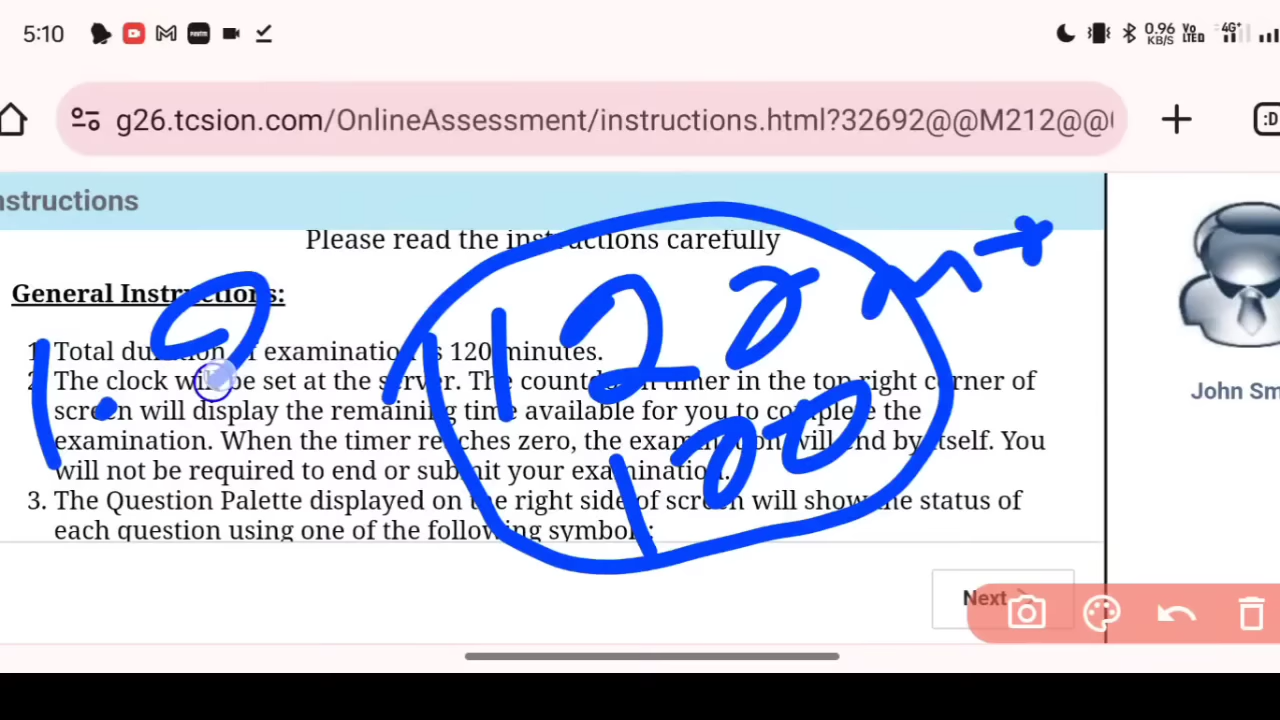 5:10 0.96 KB/S Vo LTED 4G+
g26.tcsion.com/OnlineAssessment/instructions.html?32692@@M212@@ :D
nstructions
Please read the instructions carefully
General Instructions:
1. Total duration of examination is 120 minutes.
2. The clock will be set at the server. The countdown timer in the top right corner of
screen will display the remaining time available for you to complete the
examination. When the timer reaches zero, the examination will end by itself. You
will not be required to end or submit your examination.
3. The Question Palette displayed on the right side of screen will show the status of
each question using one of the following symbols:
Next >
John Sm